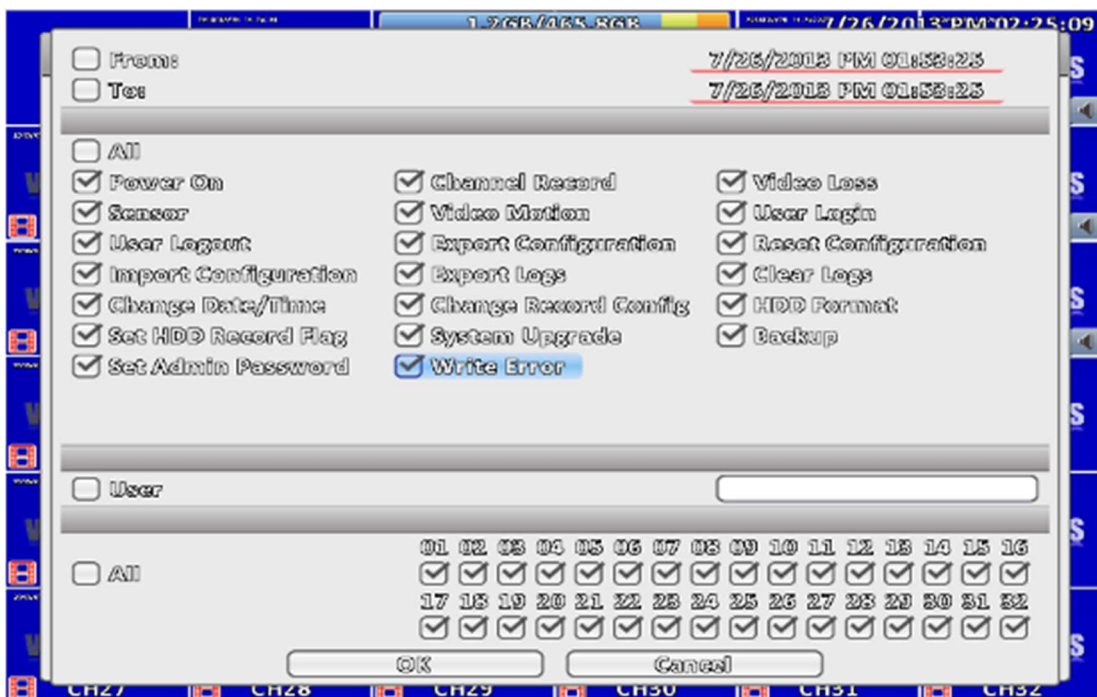 1.2GB/465.8GB 7/26/2013 PM 02:25:09
From: 7/26/2013 PM 01:53:25
To: 7/26/2013 PM 01:53:25
All
Power On Channel Record Video Loss
Sensor Video Motion User Login
User Logout Export Configuration Reset Configuration
Import Configuration Export Logs Clear Logs
Change Date/Time Change Record Config HDD Format
Set HDD Record Flag System Upgrade Backup
Set Admin Password Write Error
User
01 02 03 04 05 06 07 08 09 10 11 12 13 14 15 16
All
17 18 19 20 21 22 23 24 25 26 27 28 29 30 31 32
OK Cancel
CH27 CH28 CH29 CH30 CH31 CH32